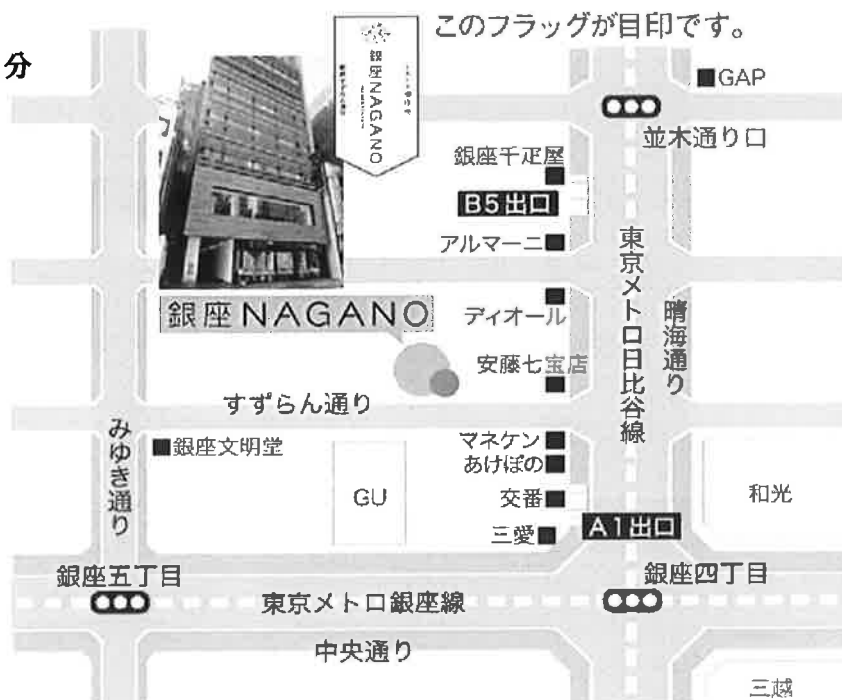 このフラッグが目印です。
分
銀座NAGANO
GAP
並木通り口
銀座千疋屋
B5出口
アルマーニ
東京メトロ日比谷線
晴海通り
銀座NAGANO
ディオール
安藤七宝店
すずらん通り
みゆき通り
銀座文明堂
マネケン
あけぼの
GU
交番
和光
三愛
A1出口
銀座五丁目
銀座四丁目
東京メトロ銀座線
中央通り
三越